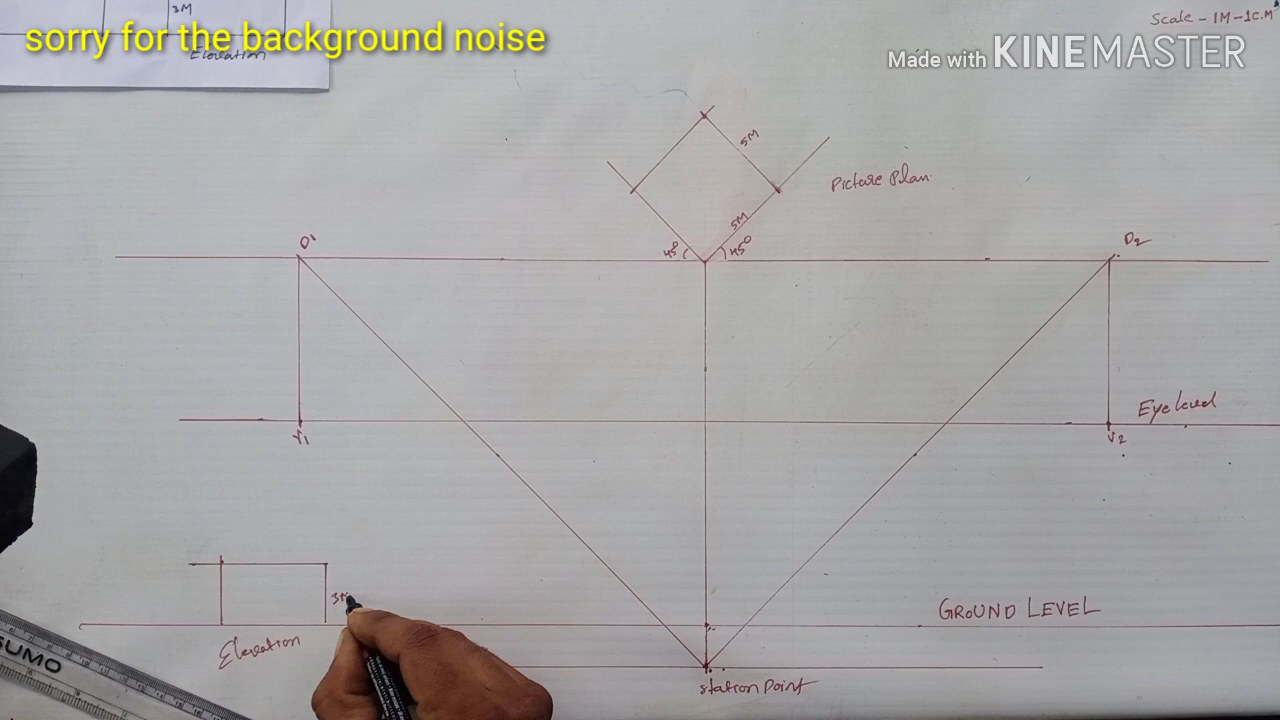 3M
Scale - 1M - 1C.M
sorry for the background noise
Elevation
Made with KINEMASTER
5M
Picture Plan
5M
45°
45°
D1
D2
Eye level
V1
V2
3M
GROUND LEVEL
Elevation
SUMO
Station Point